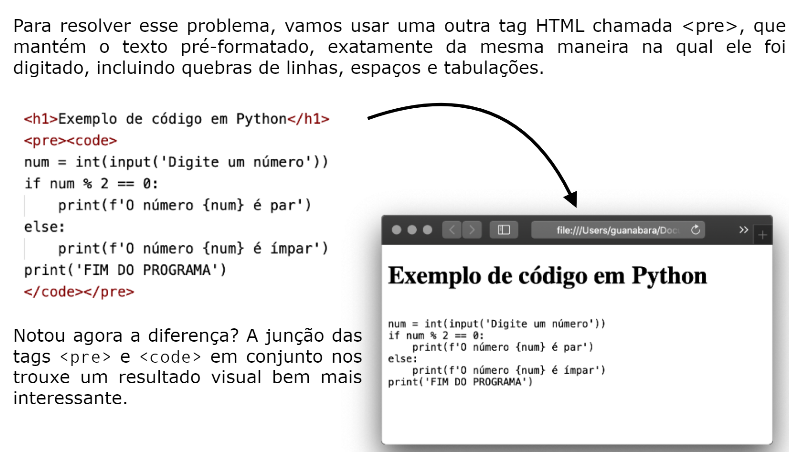 Para resolver esse problema, vamos usar uma outra tag HTML chamada <pre>, que
mantém o texto pré-formatado, exatamente da mesma maneira na qual ele foi
digitado, incluindo quebras de linhas, espaços e tabulações.
<h1>Exemplo de código em Python</h1>
<pre><code>
num = int(input('Digite um número'))
if num % 2 == 0:
    print(f'O número {num} é par')
else:
    print(f'O número {num} é ímpar')
print('FIM DO PROGRAMA')
</code></pre>
Notou agora a diferença? A junção das
tags <pre> e <code> em conjunto nos
trouxe um resultado visual bem mais
interessante.
file:///Users/guanabara/Doc
Exemplo de código em Python
num = int(input('Digite um número'))
if num % 2 == 0:
    print(f'O número {num} é par')
else:
    print(f'O número {num} é ímpar')
print('FIM DO PROGRAMA')